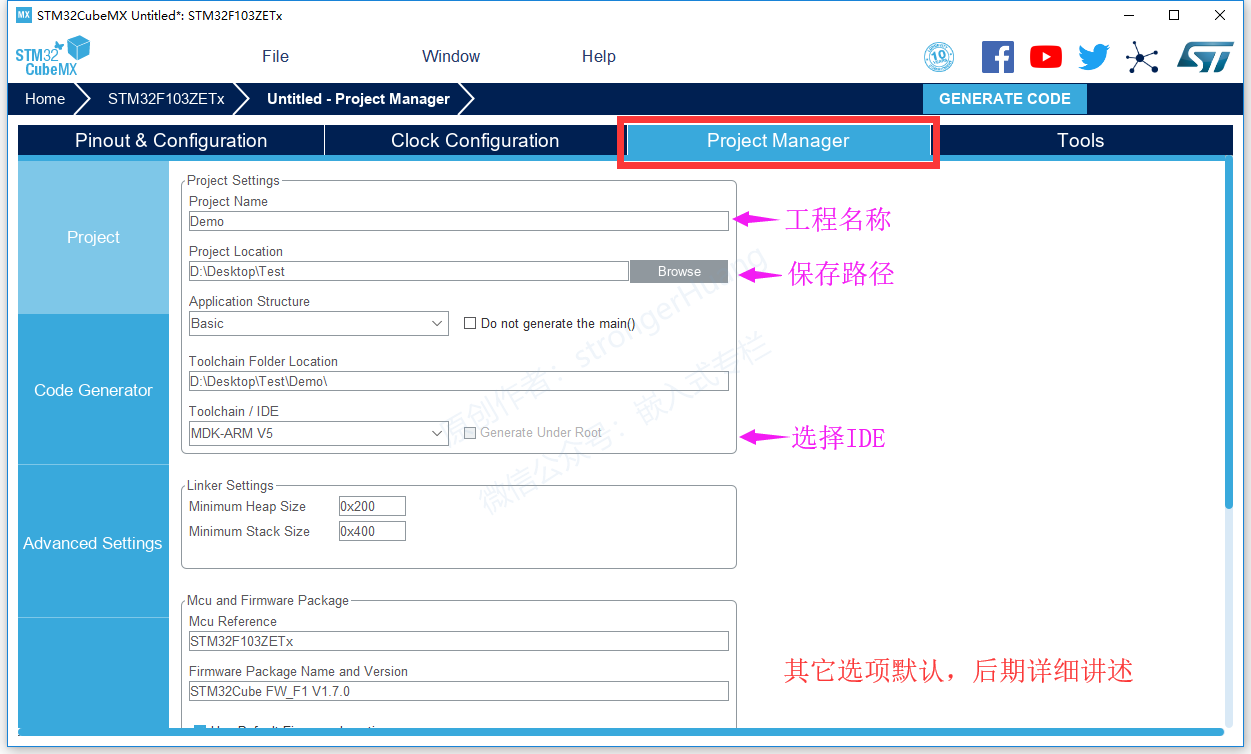 STM32CubeMX Untitled*: STM32F103ZETx
STM32
CubeMX
File Window Help
10
Home STM32F103ZETx Untitled - Project Manager GENERATE CODE
Pinout & Configuration Clock Configuration Project Manager Tools
Project
Code Generator
Advanced Settings
Project Settings
Project Name
Demo
工程名称
Project Location
D:\Desktop\Test Browse
保存路径
Application Structure
Basic Do not generate the main()
Toolchain Folder Location
D:\Desktop\Test\Demo\
Toolchain / IDE
MDK-ARM V5 Generate Under Root
选择IDE
Linker Settings
Minimum Heap Size 0x200
Minimum Stack Size 0x400
Mcu and Firmware Package
Mcu Reference
STM32F103ZETx
Firmware Package Name and Version
STM32Cube FW_F1 V1.7.0
其它选项默认，后期详细讲述
原创作者：strongerHuang
微信公众号：嵌入式专栏